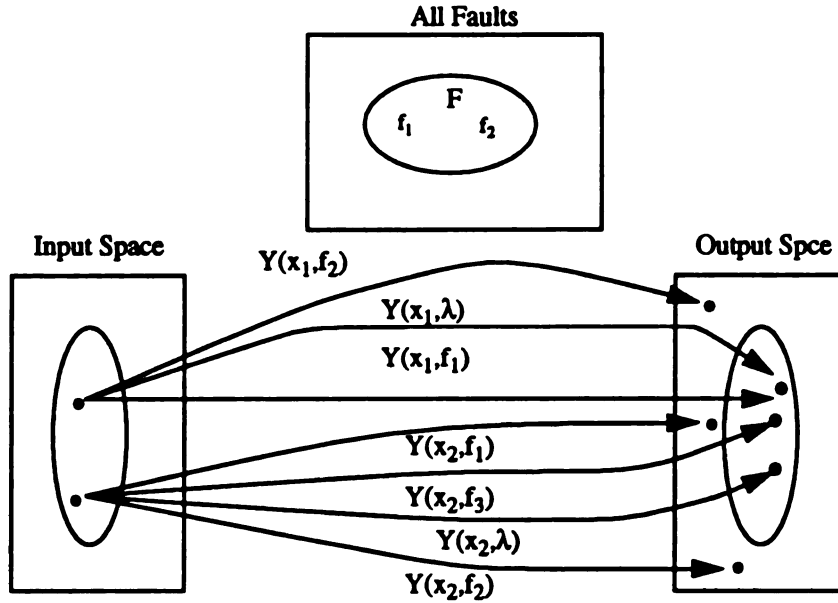 All Faults
F
f₁ f₂
Input Space
Output Spce
Y(x₁,f₂)
Y(x₁,λ)
Y(x₁,f₁)
Y(x₂,f₁)
Y(x₂,f₃)
Y(x₂,λ)
Y(x₂,f₂)